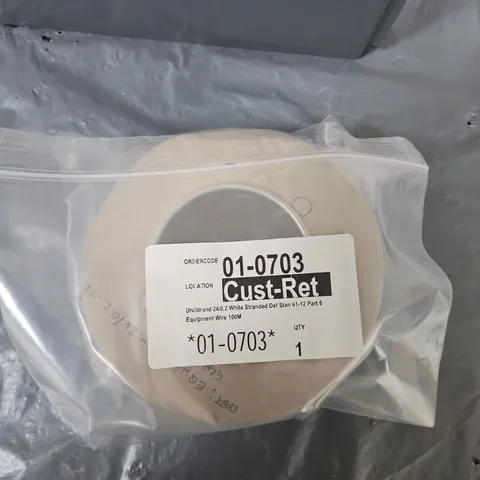 ORDERCODE 01-0703
LOCATION Cust-Ret
Unistrand 24/0.2 White Stranded Def Stan 61-12 Part 6
Equipment Wire 100M
*01-0703*
QTY
1